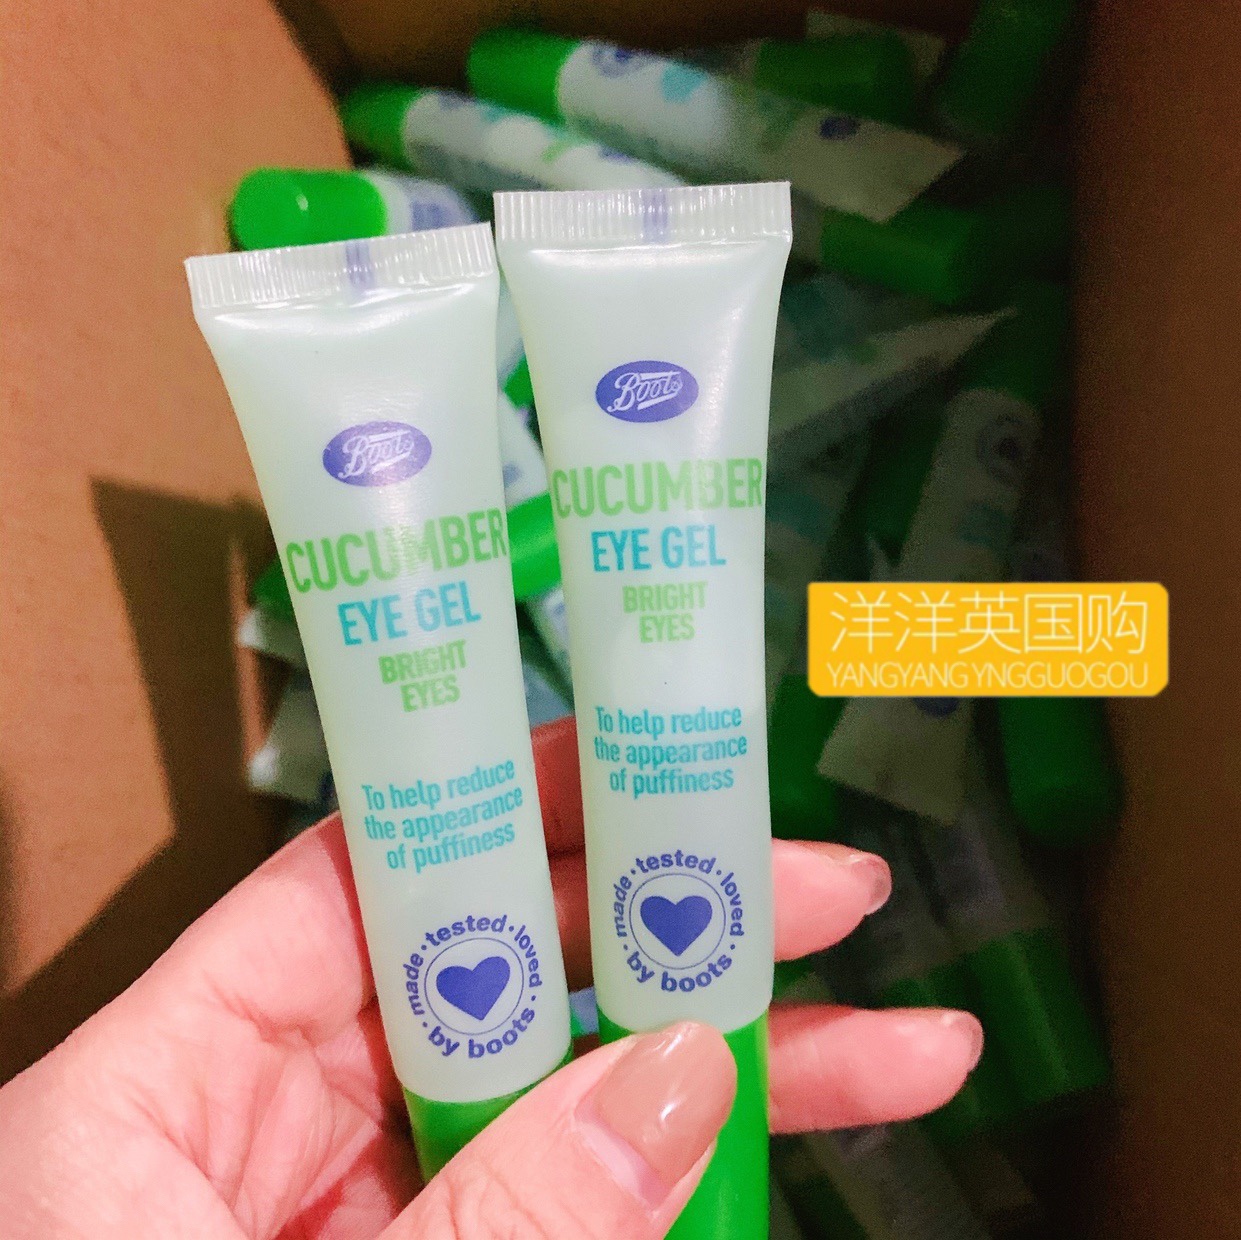 Boots
CUCUMBER
EYE GEL
BRIGHT
EYES
To help reduce
the appearance
of puffiness
made · tested · loved · by boots ·
Boots
CUCUMBER
EYE GEL
BRIGHT
EYES
To help reduce
the appearance
of puffiness
made · tested · loved · by boots ·
洋洋英国购
YANGYANG YNGGUOGOU